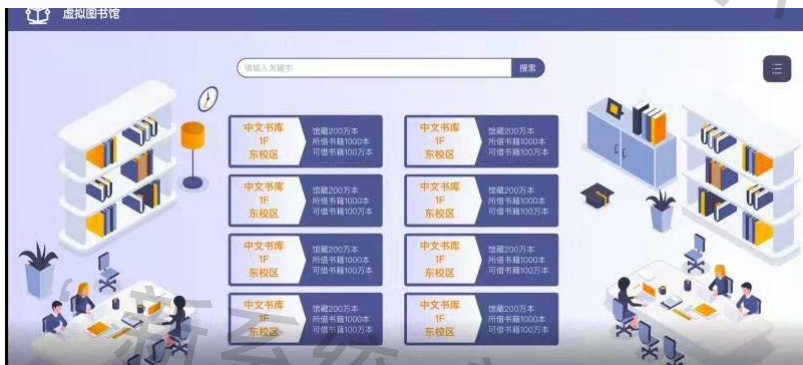 虚拟图书馆
请输入关键字
搜索
中文书库
1F
东校区
馆藏200万本
所借书籍1000本
可借书籍100万本
中文书库
1F
东校区
馆藏200万本
所借书籍1000本
可借书籍100万本
中文书库
1F
东校区
馆藏200万本
所借书籍1000本
可借书籍100万本
中文书库
1F
东校区
馆藏200万本
所借书籍1000本
可借书籍100万本
中文书库
1F
东校区
馆藏200万本
所借书籍1000本
可借书籍100万本
中文书库
1F
东校区
馆藏200万本
所借书籍1000本
可借书籍100万本
中文书库
1F
东校区
馆藏200万本
所借书籍1000本
可借书籍100万本
中文书库
1F
东校区
馆藏200万本
所借书籍1000本
可借书籍100万本